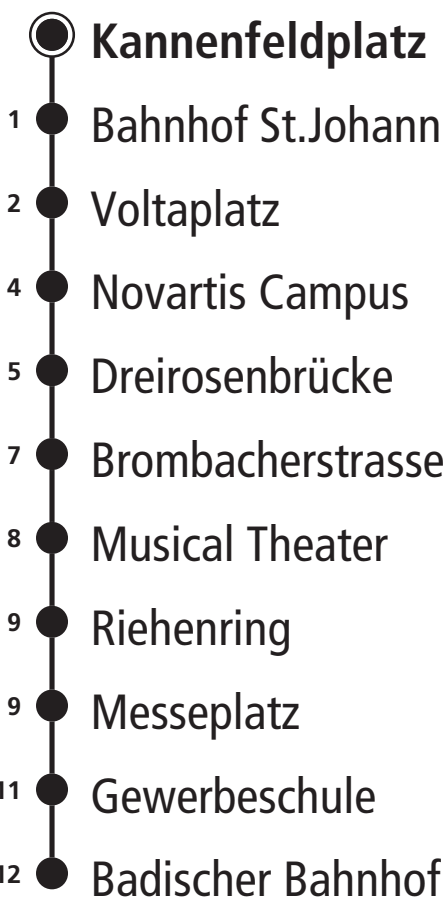 Kannenfeldplatz
1 Bahnhof St.Johann
2 Voltaplatz
4 Novartis Campus
5 Dreirosenbrücke
7 Brombacherstrasse
8 Musical Theater
9 Riehenring
9 Messeplatz
11 Gewerbeschule
12 Badischer Bahnhof